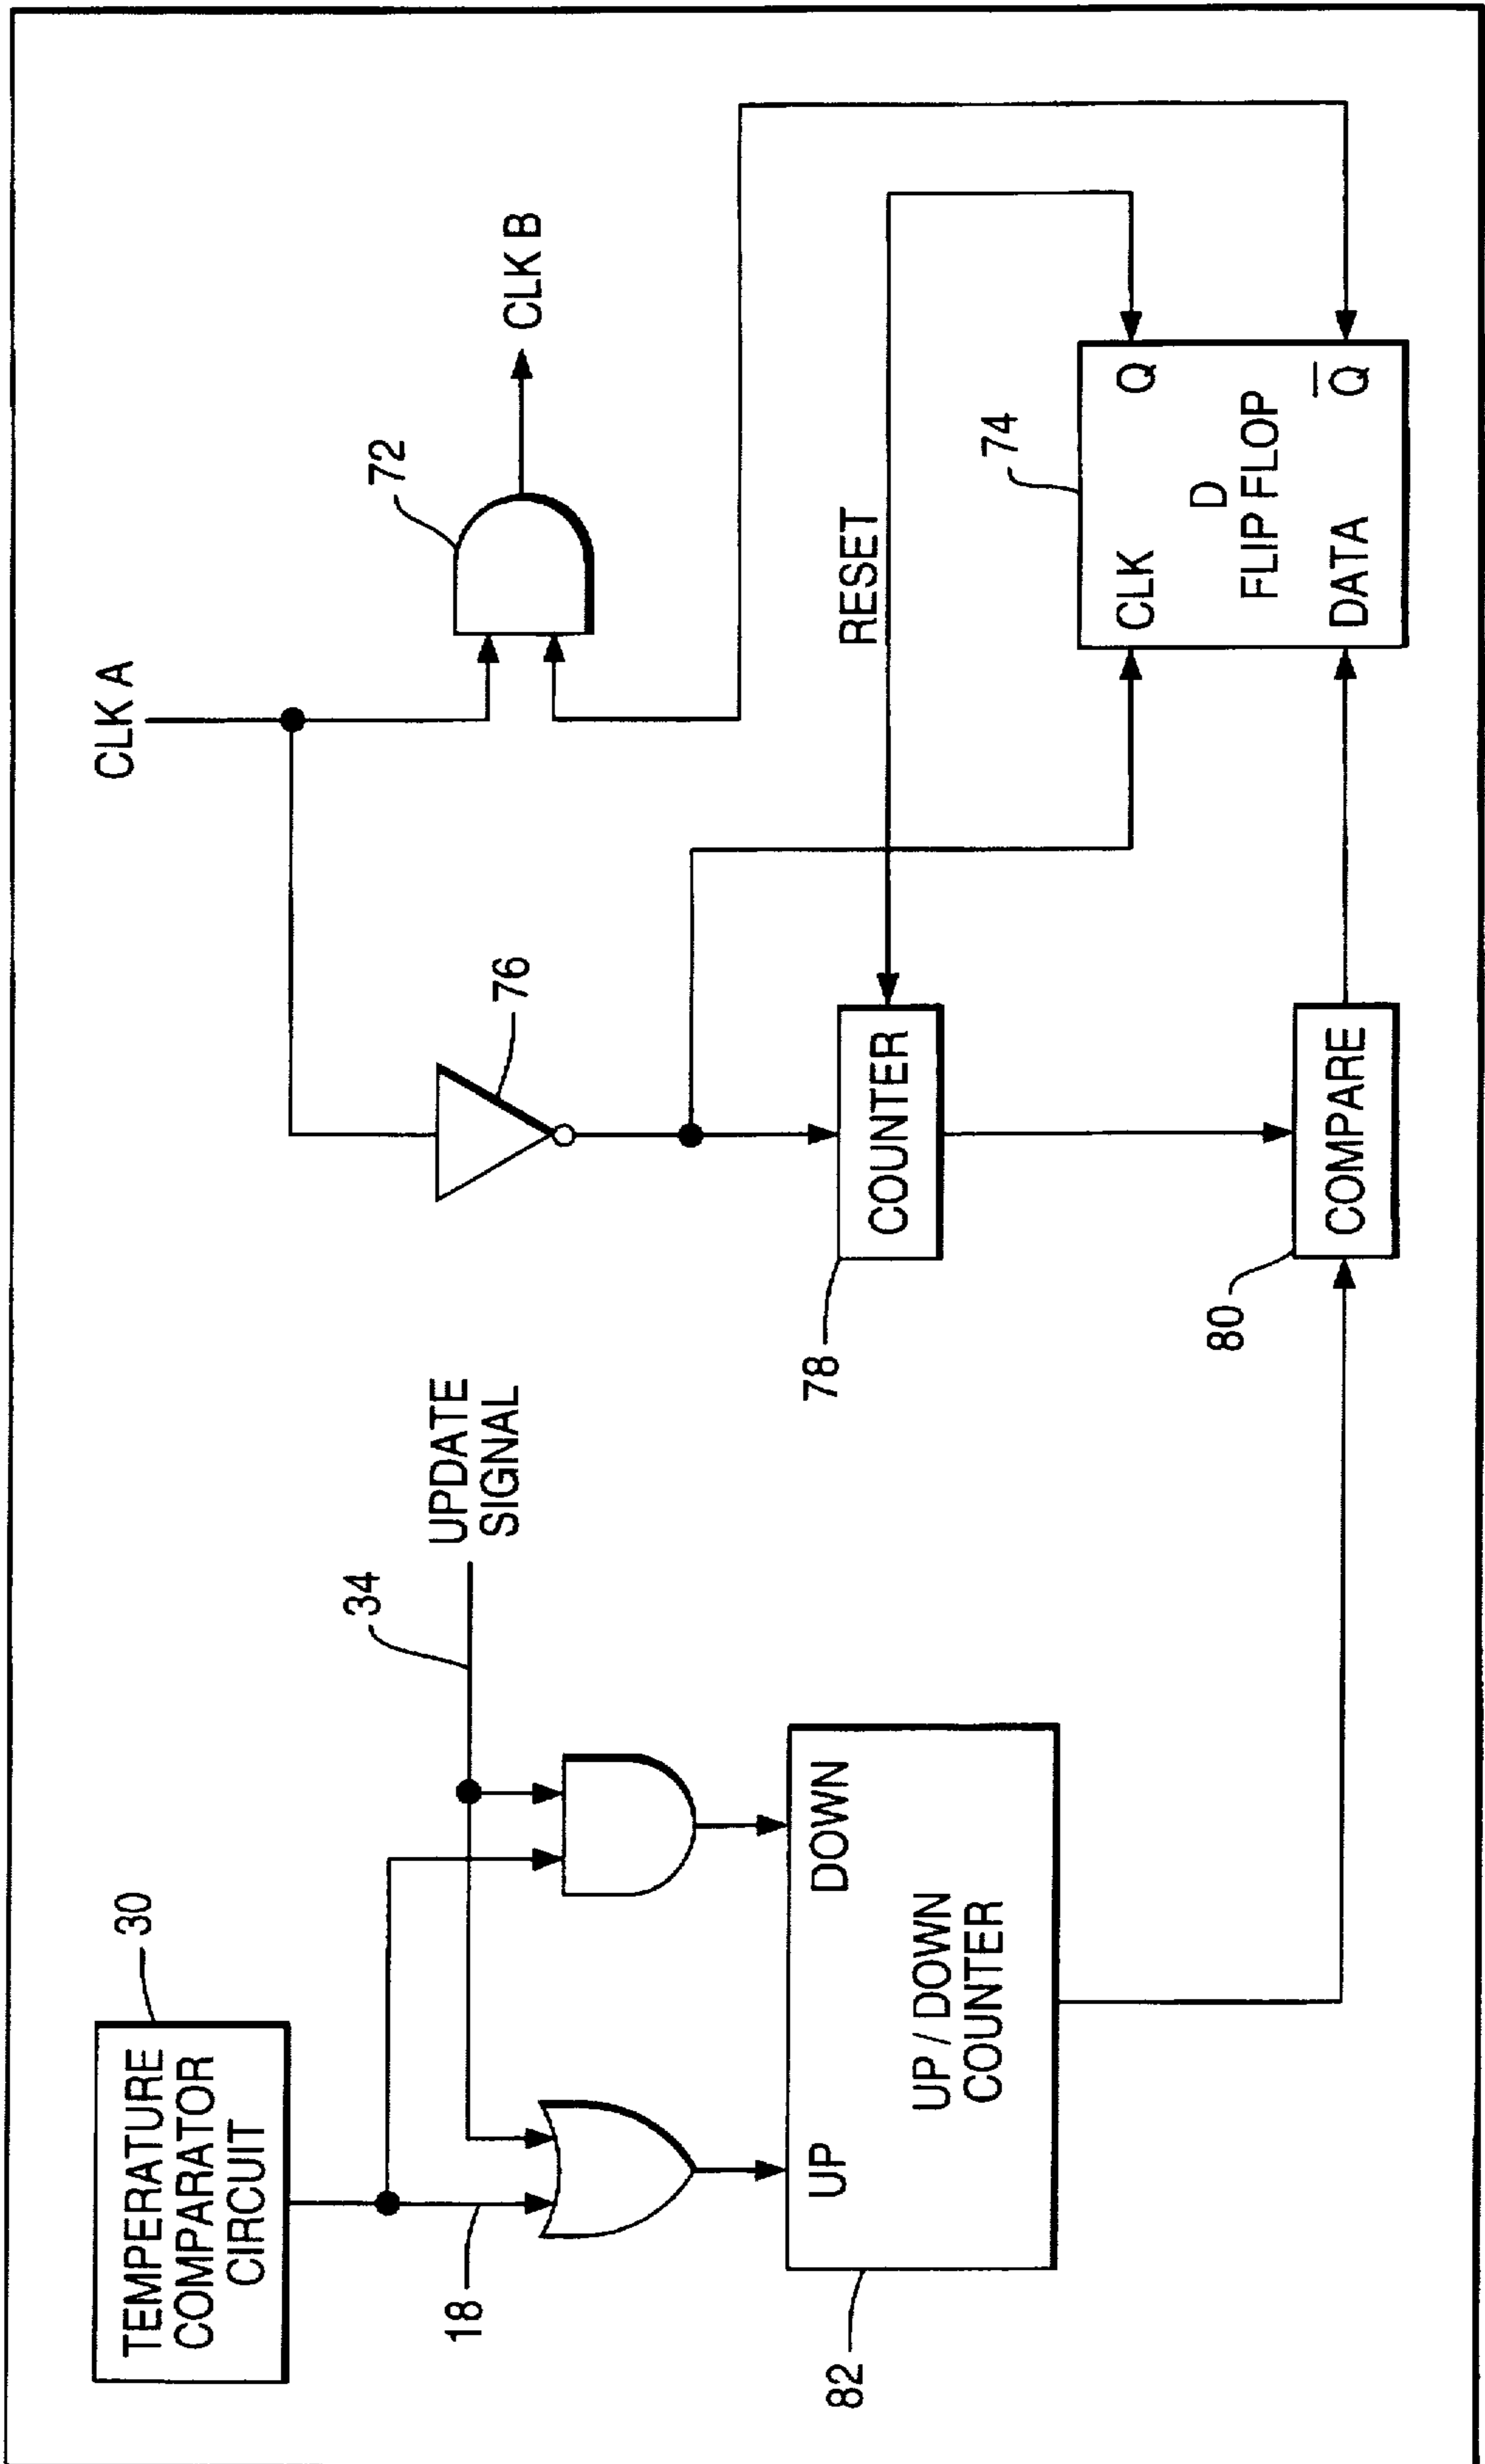 TEMPERATURE
COMPARATOR
CIRCUIT
30
18
34
UPDATE
SIGNAL
UP
DOWN
UP / DOWN
COUNTER
82
CLK A
76
72
CLK B
COUNTER
78
RESET
COMPARE
80
74
CLK
Q
D
FLIP FLOP
DATA
Q̅